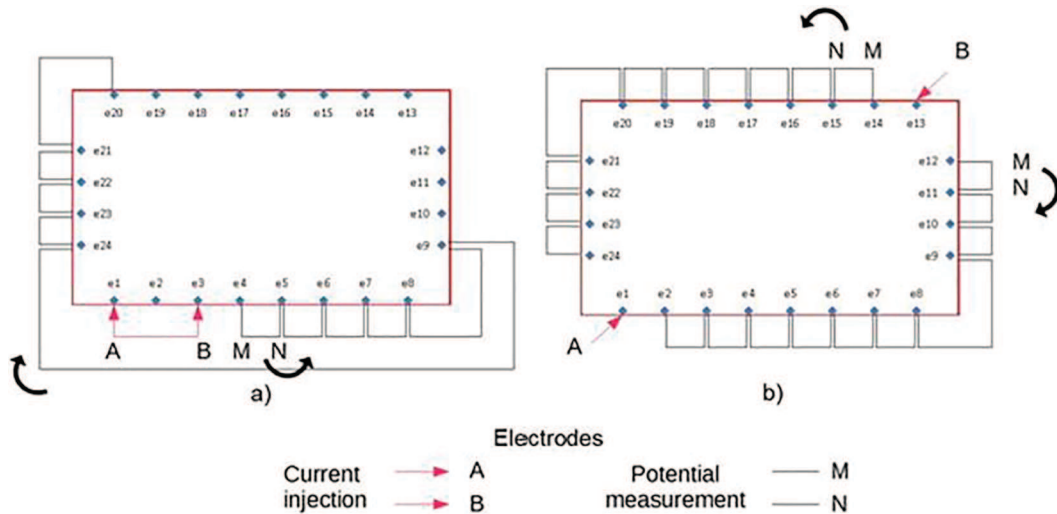 e20 e19 e18 e17 e16 e15 e14 e13
e21 e12
e22 e11
e23 e10
e24 e9
e1 e2 e3 e4 e5 e6 e7 e8
A B M N
a)
N M B
e20 e19 e18 e17 e16 e15 e14 e13
e21 e12 M
e22 e11 N
e23 e10
e24 e9
e1 e2 e3 e4 e5 e6 e7 e8
A
b)
Electrodes
Current injection
A
B
Potential measurement
M
N